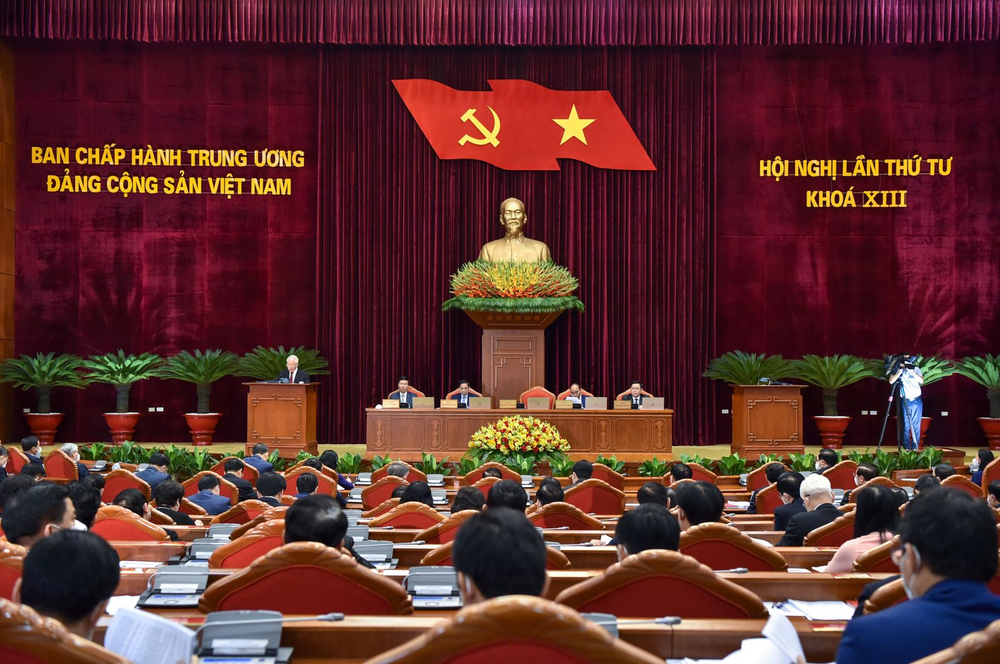 BAN CHẤP HÀNH TRUNG ƯƠNG
ĐẢNG CỘNG SẢN VIỆT NAM
HỘI NGHỊ LẦN THỨ TƯ
KHOÁ XIII